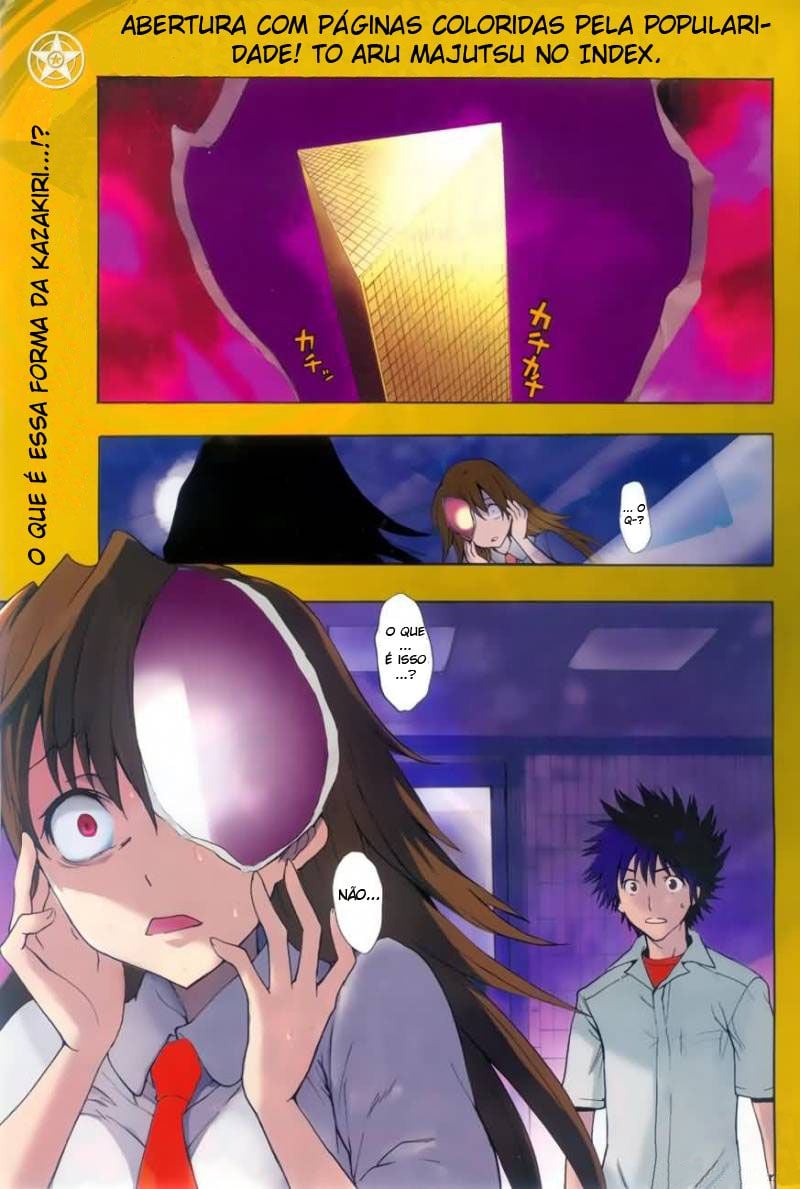 ABERTURA COM PÁGINAS COLORIDAS PELA POPULARI-
DADE! TO ARU MAJUTSU NO INDEX.
O QUE É ESSA FORMA DA KAZAKIRI...!?
カチッ
カチカチッ
... O
Q-?
O QUE
...
É ISSO
...?
NÃO...